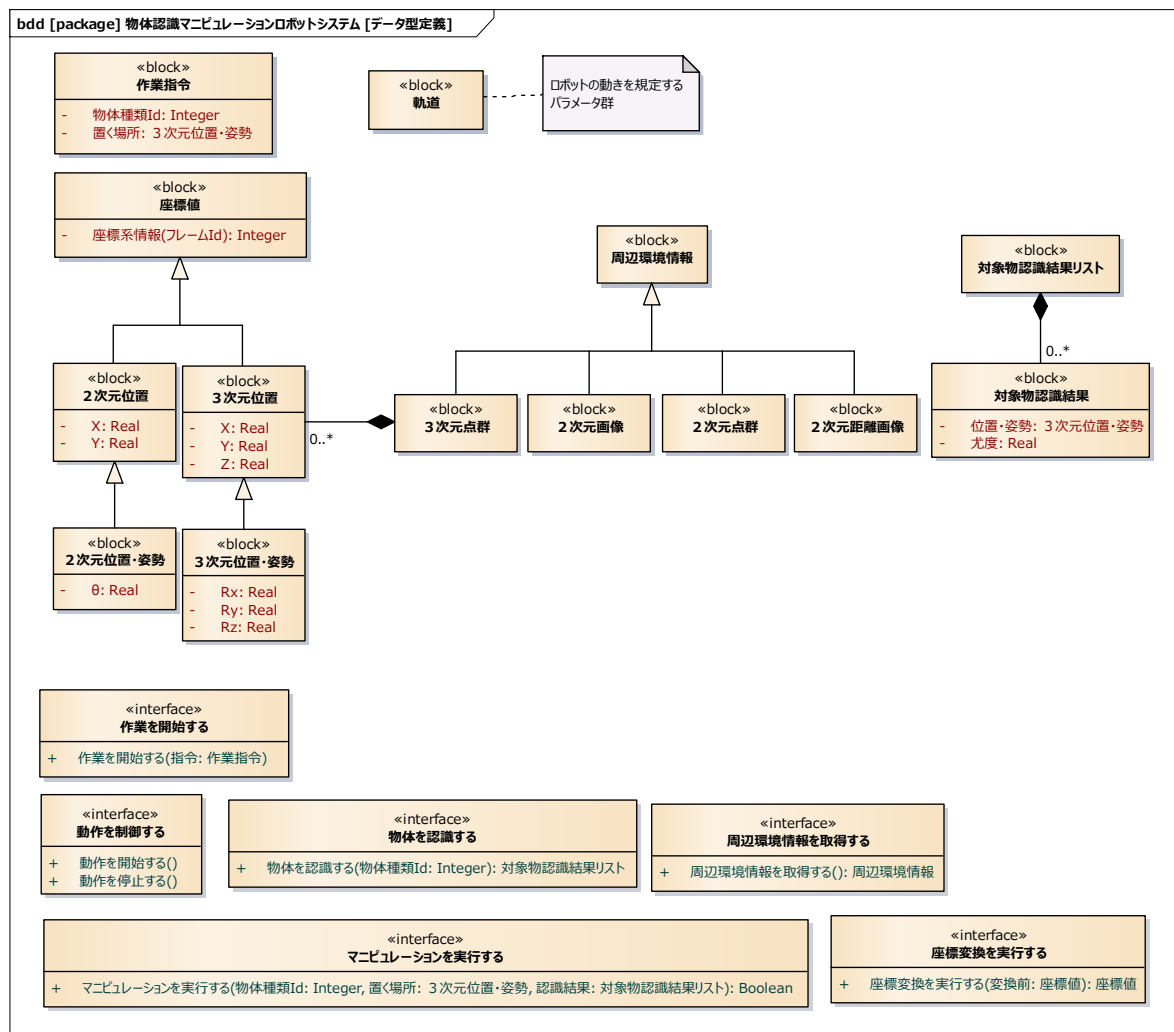 bdd [package] 物体認識マニピュレーションロボットシステム [データ型定義]
«block»
作業指令
- 物体種類Id: Integer
- 置く場所: ３次元位置・姿勢
«block»
軌道
ロボットの動きを規定する
パラメータ群
«block»
座標値
- 座標系情報(フレームId): Integer
«block»
周辺環境情報
«block»
対象物認識結果リスト
0..*
«block»
２次元位置
- X: Real
- Y: Real
«block»
３次元位置
- X: Real
- Y: Real
- Z: Real
0..*
«block»
３次元点群
«block»
２次元画像
«block»
２次元点群
«block»
２次元距離画像
«block»
対象物認識結果
- 位置・姿勢: ３次元位置・姿勢
- 尤度: Real
«block»
２次元位置・姿勢
- θ: Real
«block»
３次元位置・姿勢
- Rx: Real
- Ry: Real
- Rz: Real
«interface»
作業を開始する
+ 作業を開始する(指令: 作業指令)
«interface»
動作を制御する
+ 動作を開始する()
+ 動作を停止する()
«interface»
物体を認識する
+ 物体を認識する(物体種類Id: Integer): 対象物認識結果リスト
«interface»
周辺環境情報を取得する
+ 周辺環境情報を取得する(): 周辺環境情報
«interface»
マニピュレーションを実行する
+ マニピュレーションを実行する(物体種類Id: Integer, 置く場所: ３次元位置・姿勢, 認識結果: 対象物認識結果リスト): Boolean
«interface»
座標変換を実行する
+ 座標変換を実行する(変換前: 座標値): 座標値